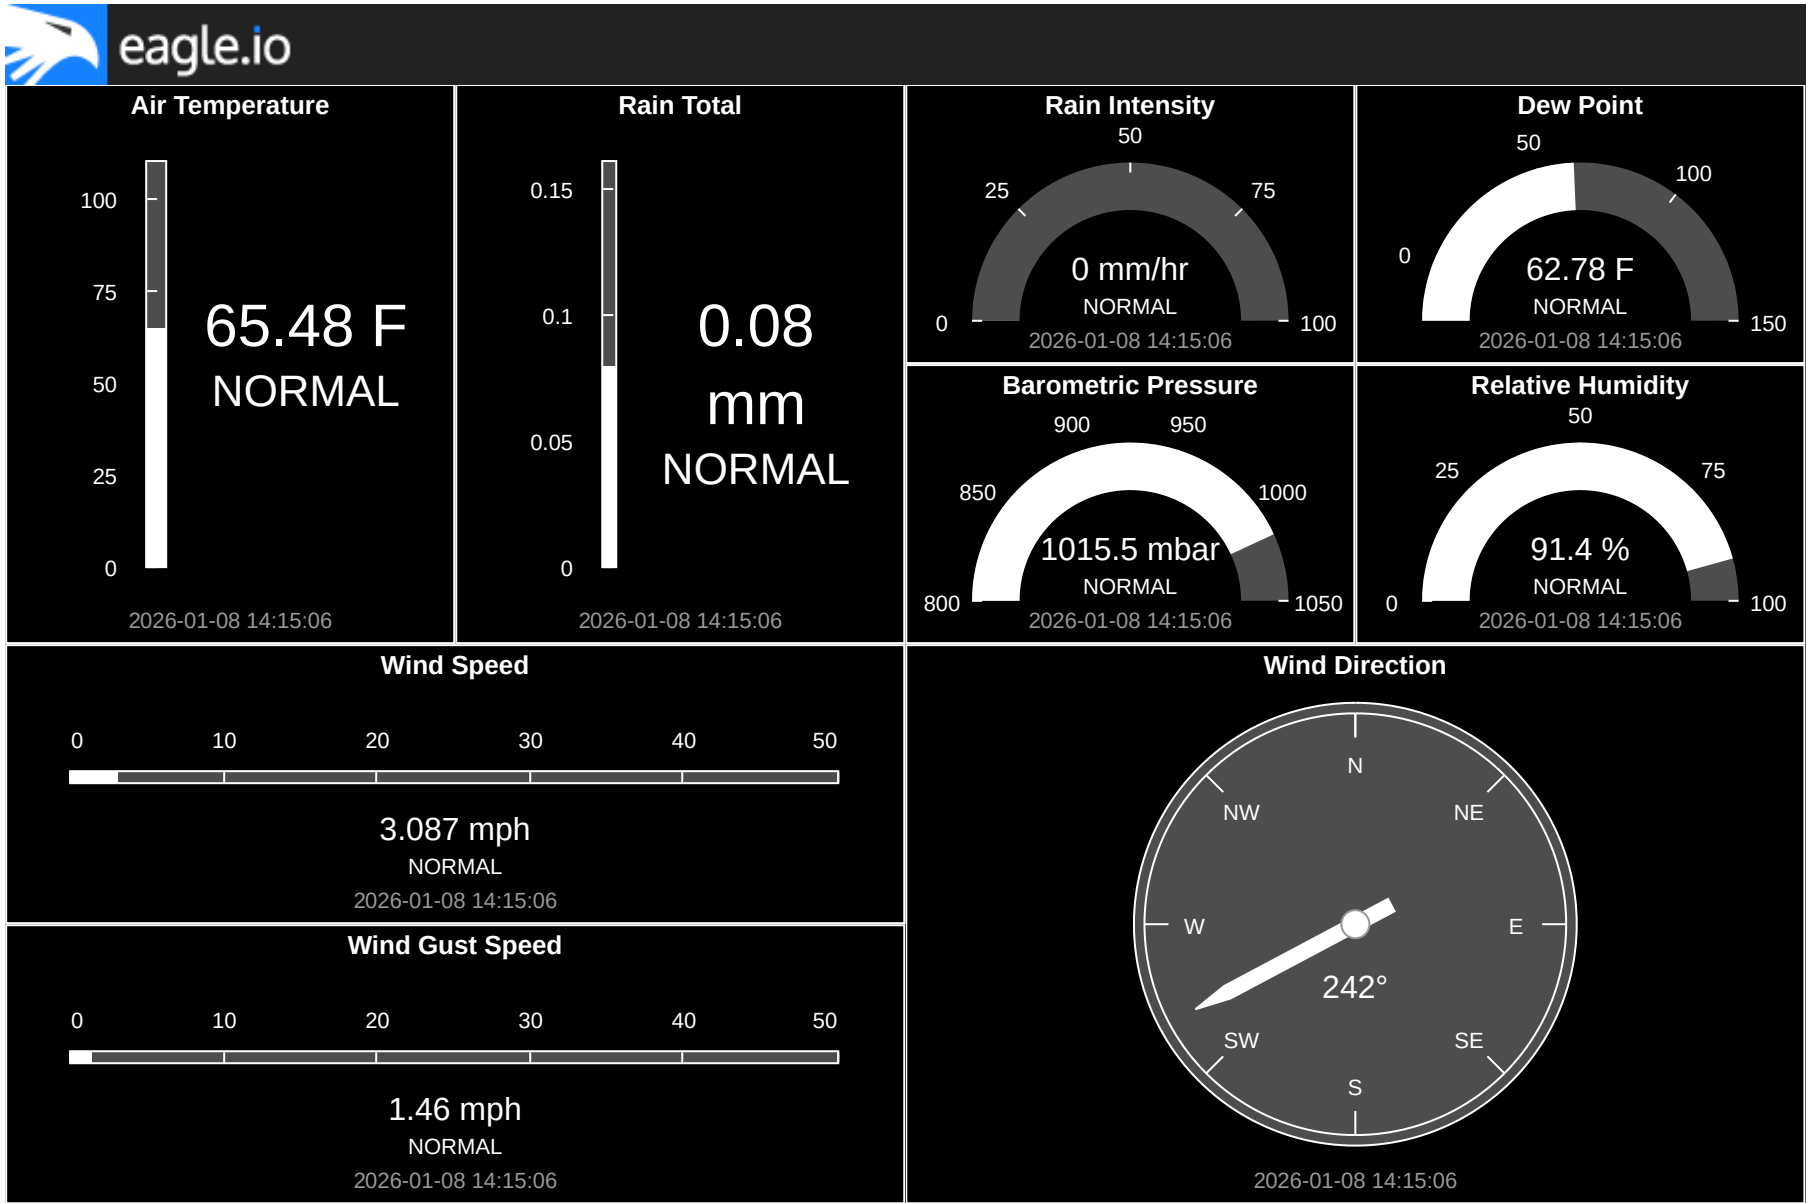 eagle.io
Air Temperature
100
75
50
25
0
65.48 F
NORMAL
2026-01-08 14:15:06
Rain Total
0.15
0.1
0.05
0
0.08
mm
NORMAL
2026-01-08 14:15:06
Rain Intensity
0
25
50
75
100
0 mm/hr
NORMAL
2026-01-08 14:15:06
Dew Point
0
50
100
150
62.78 F
NORMAL
2026-01-08 14:15:06
Barometric Pressure
800
850
900
950
1000
1050
1015.5 mbar
NORMAL
2026-01-08 14:15:06
Relative Humidity
0
25
50
75
100
91.4 %
NORMAL
2026-01-08 14:15:06
Wind Speed
0 10 20 30 40 50
3.087 mph
NORMAL
2026-01-08 14:15:06
Wind Gust Speed
0 10 20 30 40 50
1.46 mph
NORMAL
2026-01-08 14:15:06
Wind Direction
N
NW NE
W E
242°
SW SE
S
2026-01-08 14:15:06